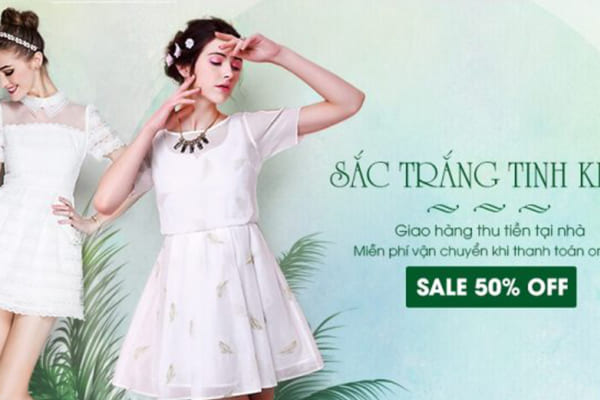 SẮC TRẮNG TINH
Giao hàng thu tiền tại nhà
Miễn phí vận chuyển khi thanh toán
SALE 50% OFF